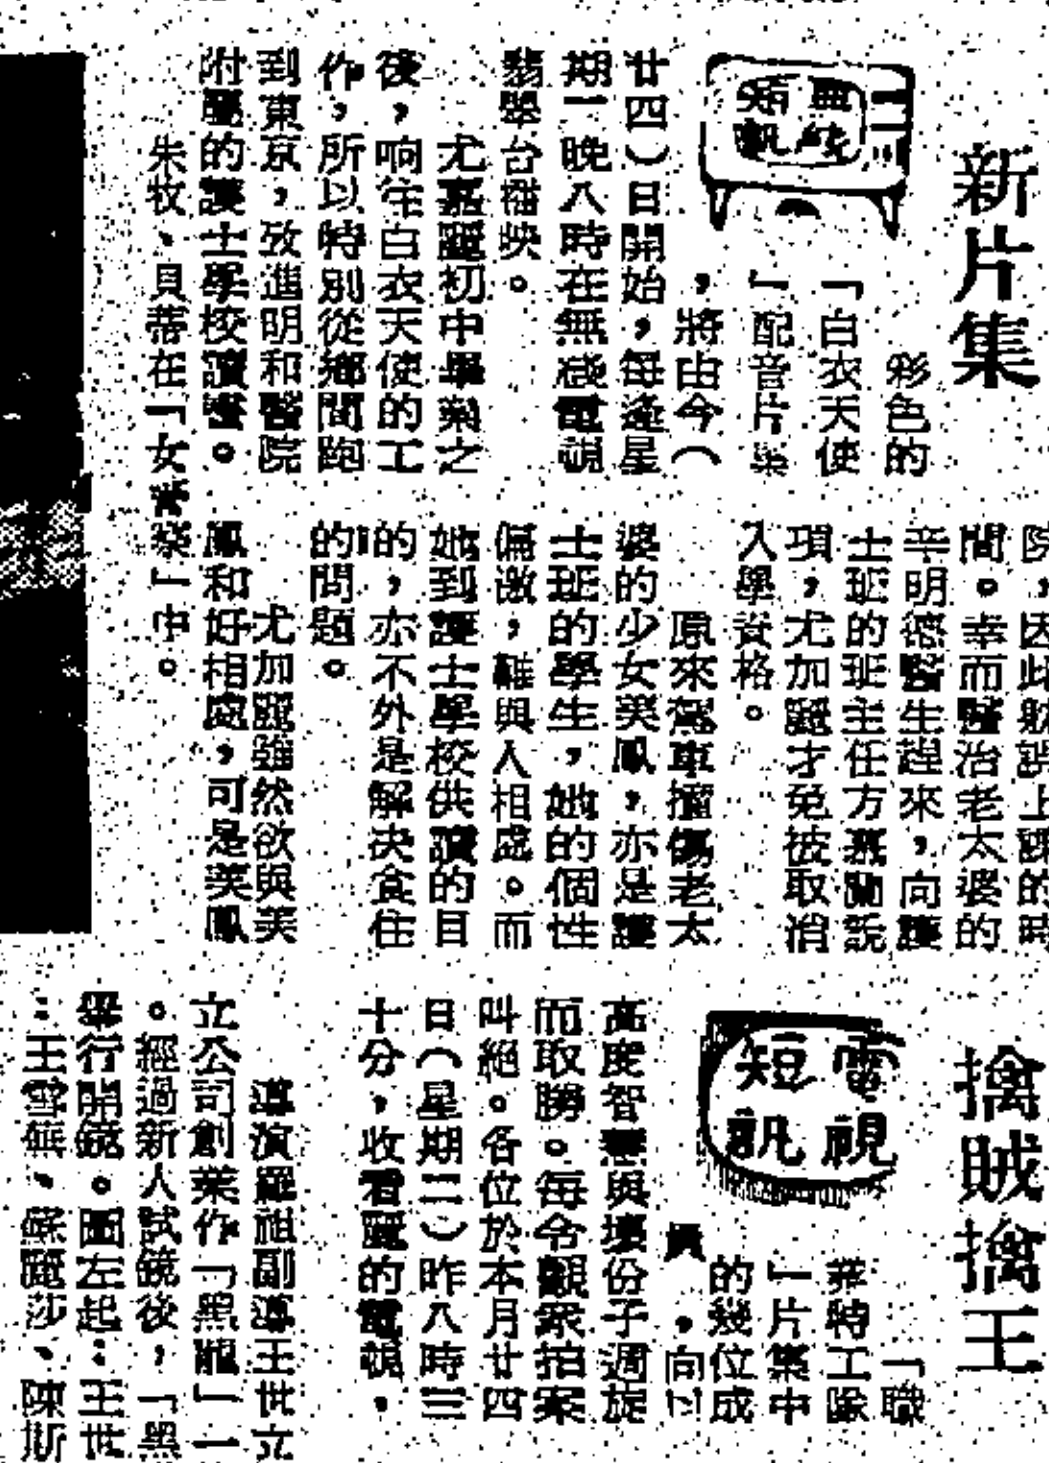 新片集
電視
短訊
彩色的
「白衣天使
」配音片集
，將由今（
廿四）日開始，每逢星
期一晚八時在無綫電視
翡翠台播映。
尤嘉麗初中畢業之
後，响往白衣天使的工
作，所以特別從鄉間跑
到東京，攷進明和醫院
附屬的護士學校讀書。
朱牧、貝蒂在「女
」中。
院，因此躭誤上課的時
間。幸而醫治老太婆的
辛明德醫生趕來，向護
士班的班主任方蘭說
項，尤加麗才免被取消
入學資格。
原來駕車撞傷老太
婆的少女美鳳，亦是護
士班的學生，她的個性
偏激，難與人相處。而
她到護士學校供讀的目
的，亦不外是解決食住
的問題。
尤加麗雖然欲與美
鳳和好相處，可是美鳳
擒賊擒王
電視
短訊
「職
業特工隊
」片集中
的幾位成
員，向以
高度智慧與壞份子週旋
而取勝。每令觀衆拍案
叫絕。各位於本月廿四
日（星期二）昨八時三
十分，收看麗的電視。
導演羅祖副導王世立
立公司創業作「黑龍」一
。經過新人試鏡後，「黑
舉行開鏡。圖左起：王世
：王雪、蘇麗莎、陳斯